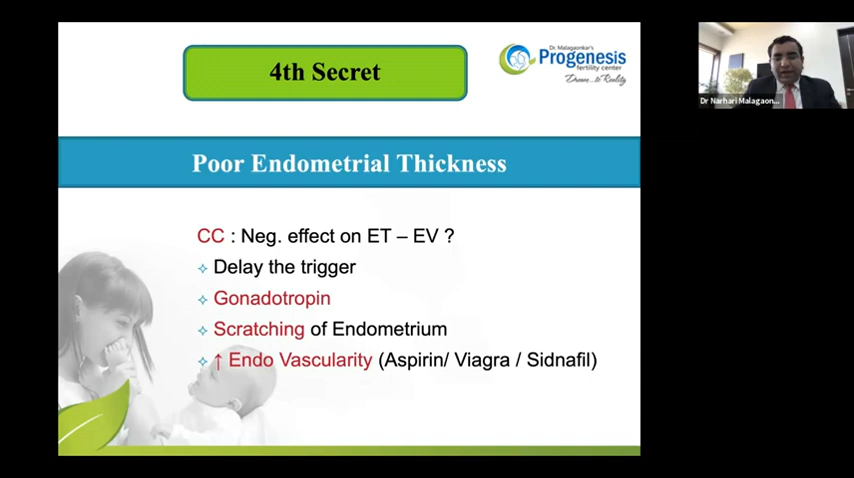 4th Secret
Dr. Malagaonkar's
Progenesis
fertility center
Dream...to Reality
Poor Endometrial Thickness
CC : Neg. effect on ET – EV ?
Delay the trigger
Gonadotropin
Scratching of Endometrium
↑ Endo Vascularity (Aspirin/ Viagra / Sidnafil)
Dr Narhari Malagaon...